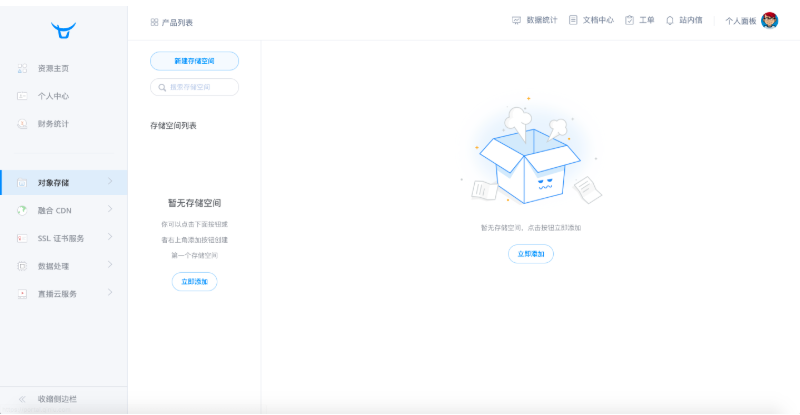 产品列表
数据统计
文档中心
工单
站内信
个人面板
资源主页
个人中心
财务统计
对象存储
融合 CDN
SSL 证书服务
数据处理
直播云服务
收缩侧边栏
新建存储空间
搜索存储空间
存储空间列表
暂无存储空间
你可以点击下面按钮或
者右上角添加按钮创建
第一个存储空间
立即添加
暂无存储空间，点击按钮立即添加
立即添加